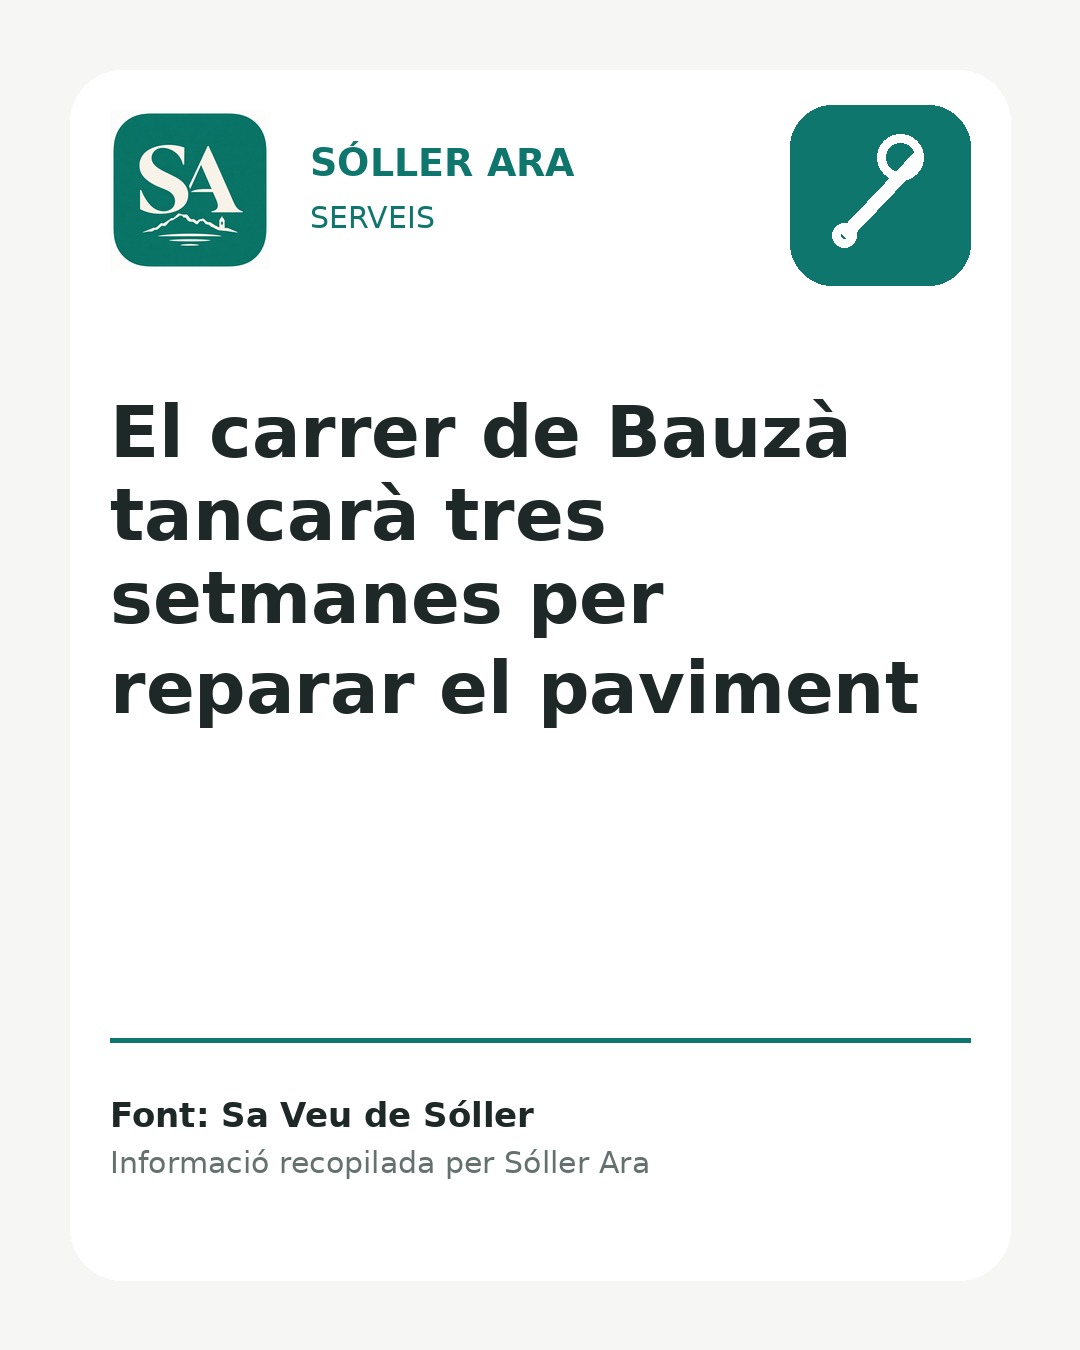 SA
SÓLLER ARA
SERVEIS
El carrer de Bauzà
tancarà tres
setmanes per
reparar el paviment
Font: Sa Veu de Sóller
Informació recopilada per Sóller Ara